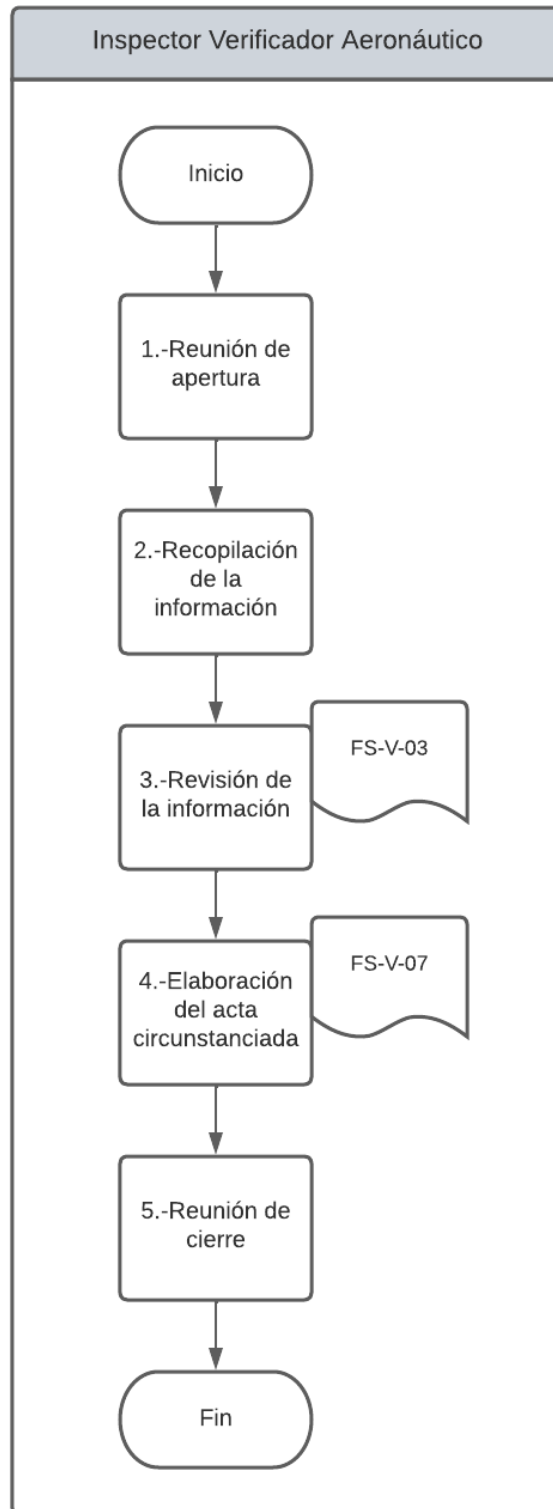 Inspector Verificador Aeronáutico
Inicio
1.-Reunión de
apertura
2.-Recopilación
de la
información
3.-Revisión de
la información
FS-V-03
4.-Elaboración
del acta
circunstanciada
FS-V-07
5.-Reunión de
cierre
Fin